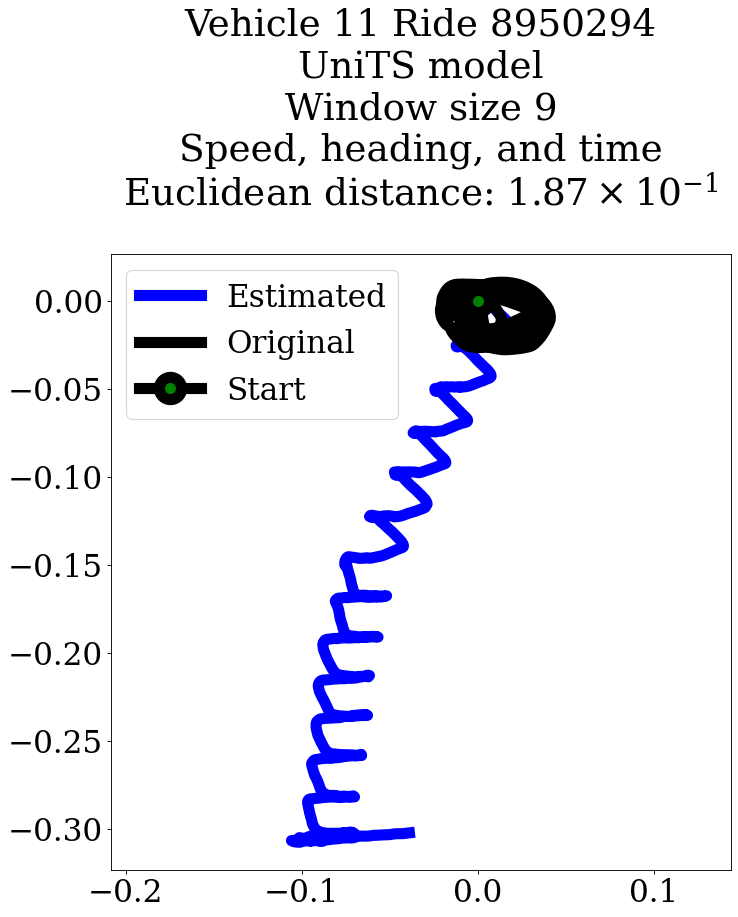 Vehicle 11 Ride 8950294
UniTS model
Window size 9
Speed, heading, and time
Euclidean distance: 1.87 × 10⁻¹
Estimated
Original
Start
0.00
−0.05
−0.10
−0.15
−0.20
−0.25
−0.30
−0.2 −0.1 0.0 0.1